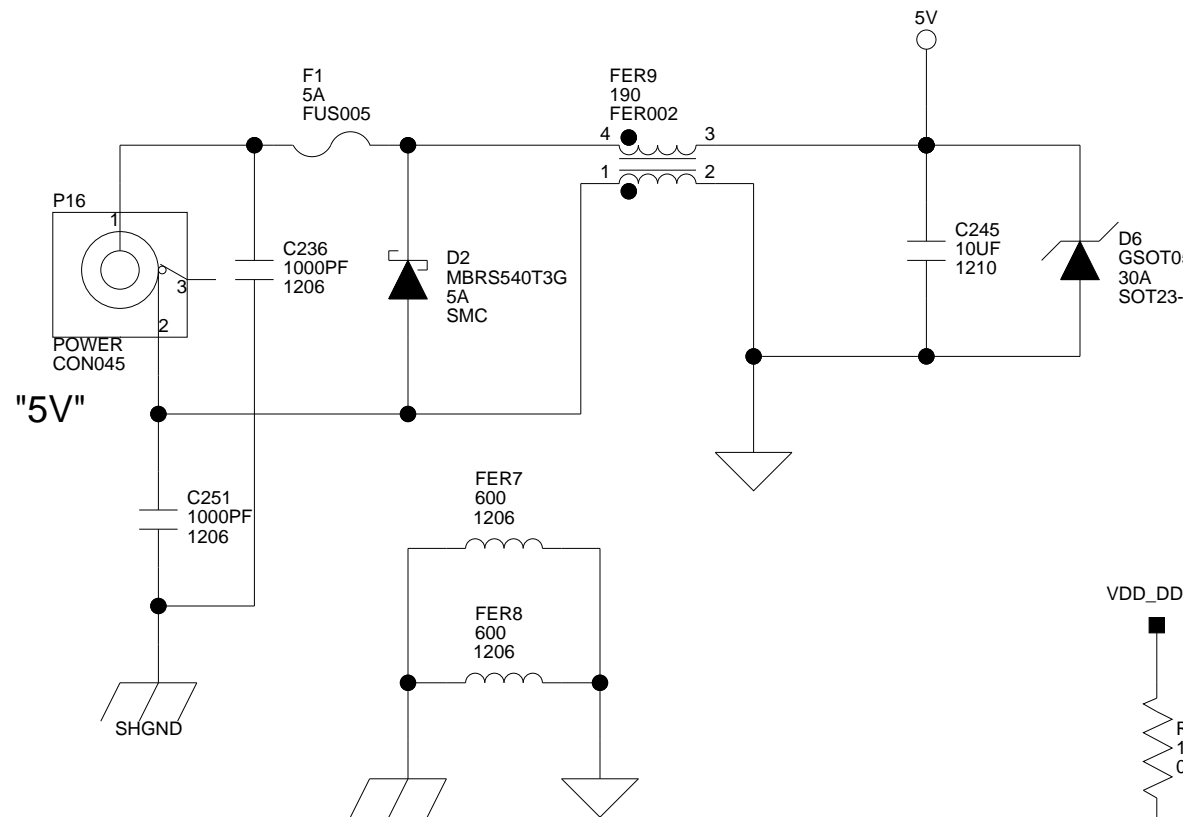 5V
F1
5A
FUS005
FER9
190
FER002
4
3
1
2
P16
1
3
2
POWER
CON045
"5V"
C236
1000PF
1206
D2
MBRS540T3G
5A
SMC
C245
10UF
1210
D6
30A
C251
1000PF
1206
SHGND
FER7
600
1206
FER8
600
1206